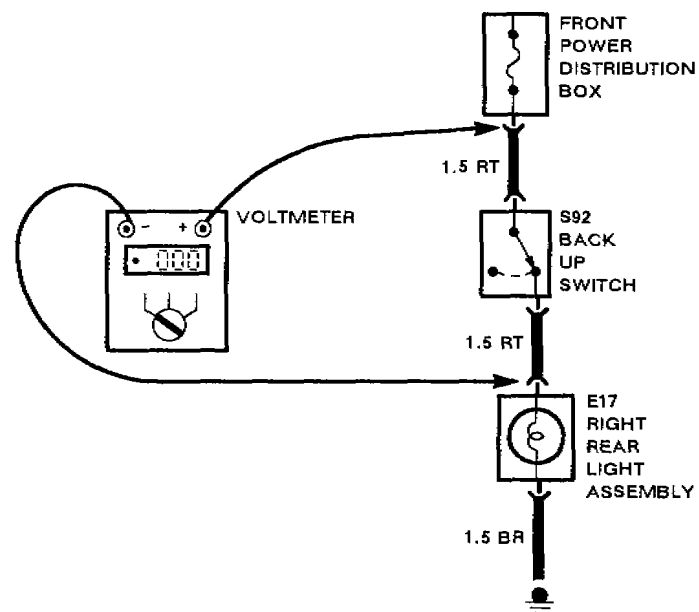 FRONT
POWER
DISTRIBUTION
BOX
1.5 RT
- +
VOLTMETER
000
S92
BACK
UP
SWITCH
1.5 RT
E17
RIGHT
REAR
LIGHT
ASSEMBLY
1.5 BR